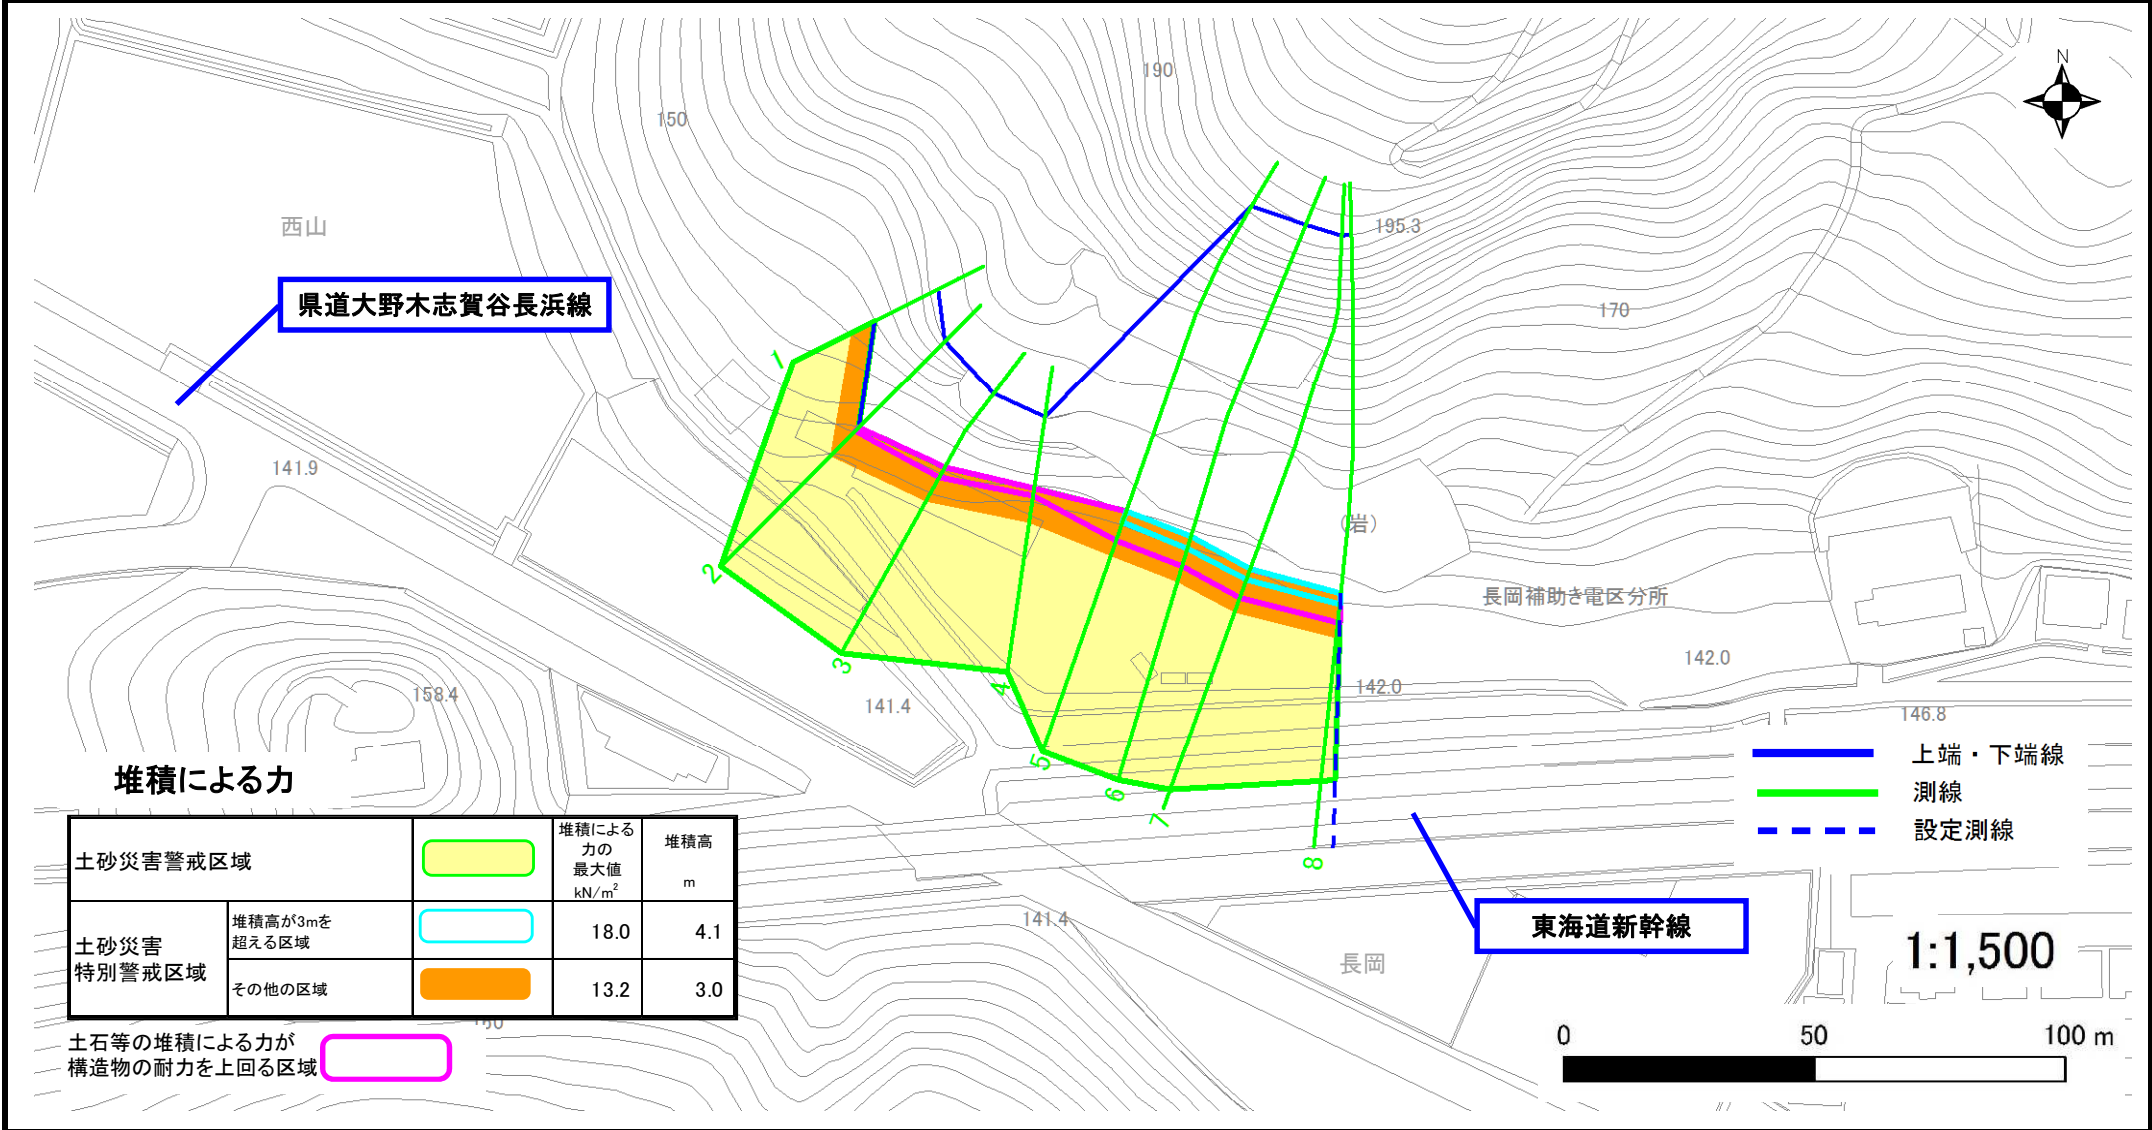 190
N
150
西山
195.3
県道大野木志賀谷長浜線
170
1
141.9
(岩)
2
長岡補助き電区分所
3
4
142.0
158.4
142.0
141.4
146.8
5
6
7
8
堆積による力
上端・下端線
測線
設定測線
堆積による
力の
最大値
kN/m²
堆積高
m
土砂災害警戒区域
土砂災害
特別警戒区域
堆積高が3mを
超える区域
18.0
4.1
その他の区域
13.2
3.0
141.4
東海道新幹線
長岡
1:1,500
土石等の堆積による力が
構造物の耐力を上回る区域
0
50
100 m